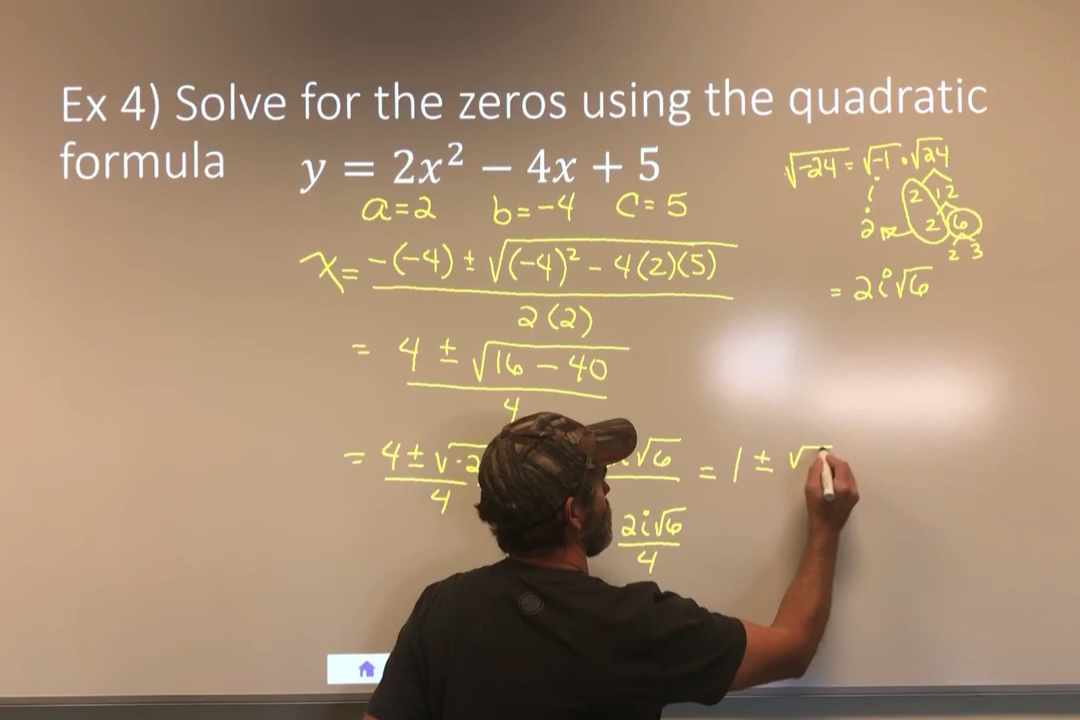 Ex 4) Solve for the zeros using the quadratic
formula y = 2x² − 4x + 5
a=2 b=-4 C=5
x= -(-4) ± √((-4)² - 4(2)(5))
2(2)
= 4 ± √(16 - 40)
4
= 4 ± √-2
4
√6 = 1 ± √
2i√6
4
√-24 = √-1 · √24
i 2 12
2 2 6
2 3
= 2i√6